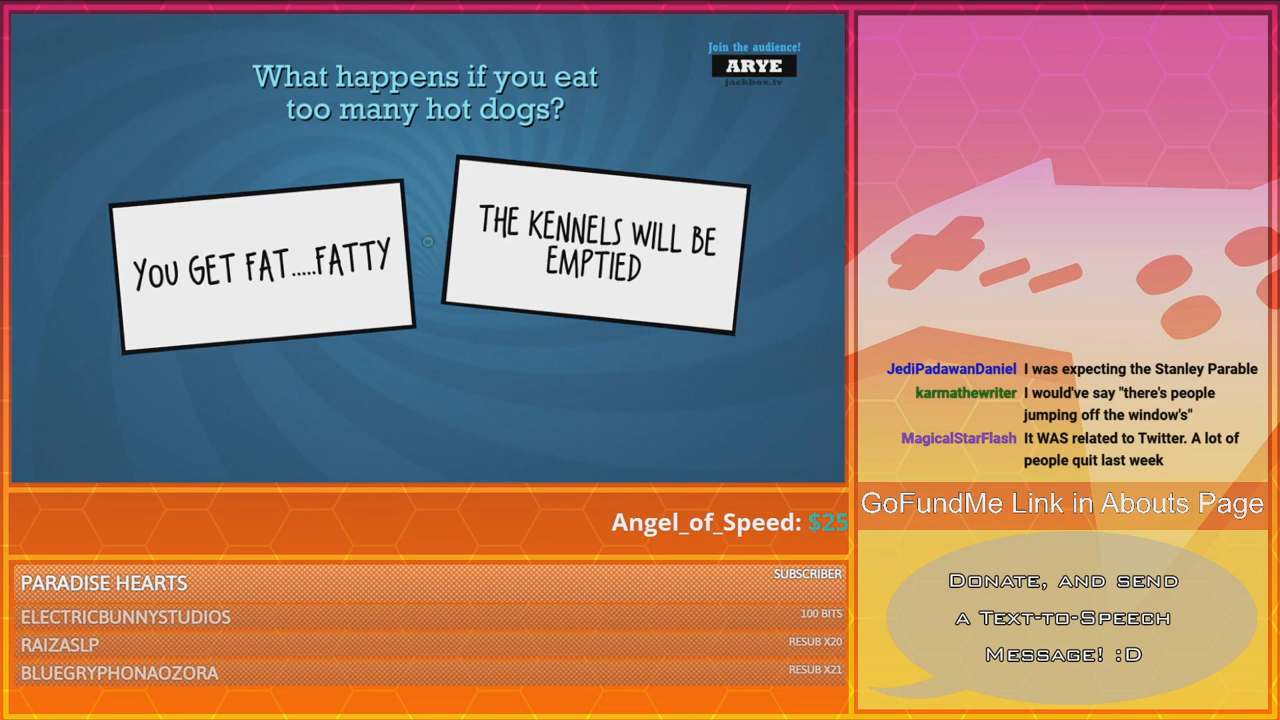 What happens if you eat
too many hot dogs?
Join the audience!
ARYE
jackbox.tv
YOU GET FAT.....FATTY
THE KENNELS WILL BE
EMPTIED
JediPadawanDaniel I was expecting the Stanley Parable
karmathewriter I would've say "there's people
jumping off the window's"
MagicalStarFlash It WAS related to Twitter. A lot of
people quit last week
GoFundMe Link in Abouts Page
Angel_of_Speed: $25
PARADISE HEARTS SUBSCRIBER
ELECTRICBUNNYSTUDIOS 100 BITS
RAIZASLP RESUB X20
BLUEGRYPHONAOZORA RESUB X21
Donate, and send
a Text-to-Speech
Message! :D